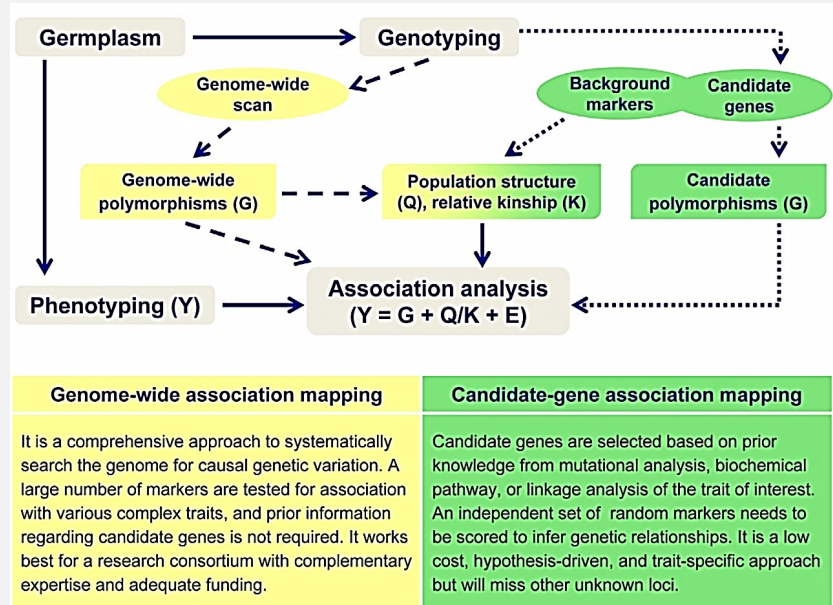 Germplasm
Genotyping
Genome-wide
scan
Background
markers
Candidate
genes
Genome-wide
polymorphisms (G)
Population structure
(Q), relative kinship (K)
Candidate
polymorphisms (G)
Phenotyping (Y)
Association analysis
(Y = G + Q/K + E)
Genome-wide association mapping
It is a comprehensive approach to systematically
search the genome for causal genetic variation. A
large number of markers are tested for association
with various complex traits, and prior information
regarding candidate genes is not required. It works
best for a research consortium with complementary
expertise and adequate funding.
Candidate-gene association mapping
Candidate genes are selected based on prior
knowledge from mutational analysis, biochemical
pathway, or linkage analysis of the trait of interest.
An independent set of random markers needs to
be scored to infer genetic relationships. It is a low
cost, hypothesis-driven, and trait-specific approach
but will miss other unknown loci.